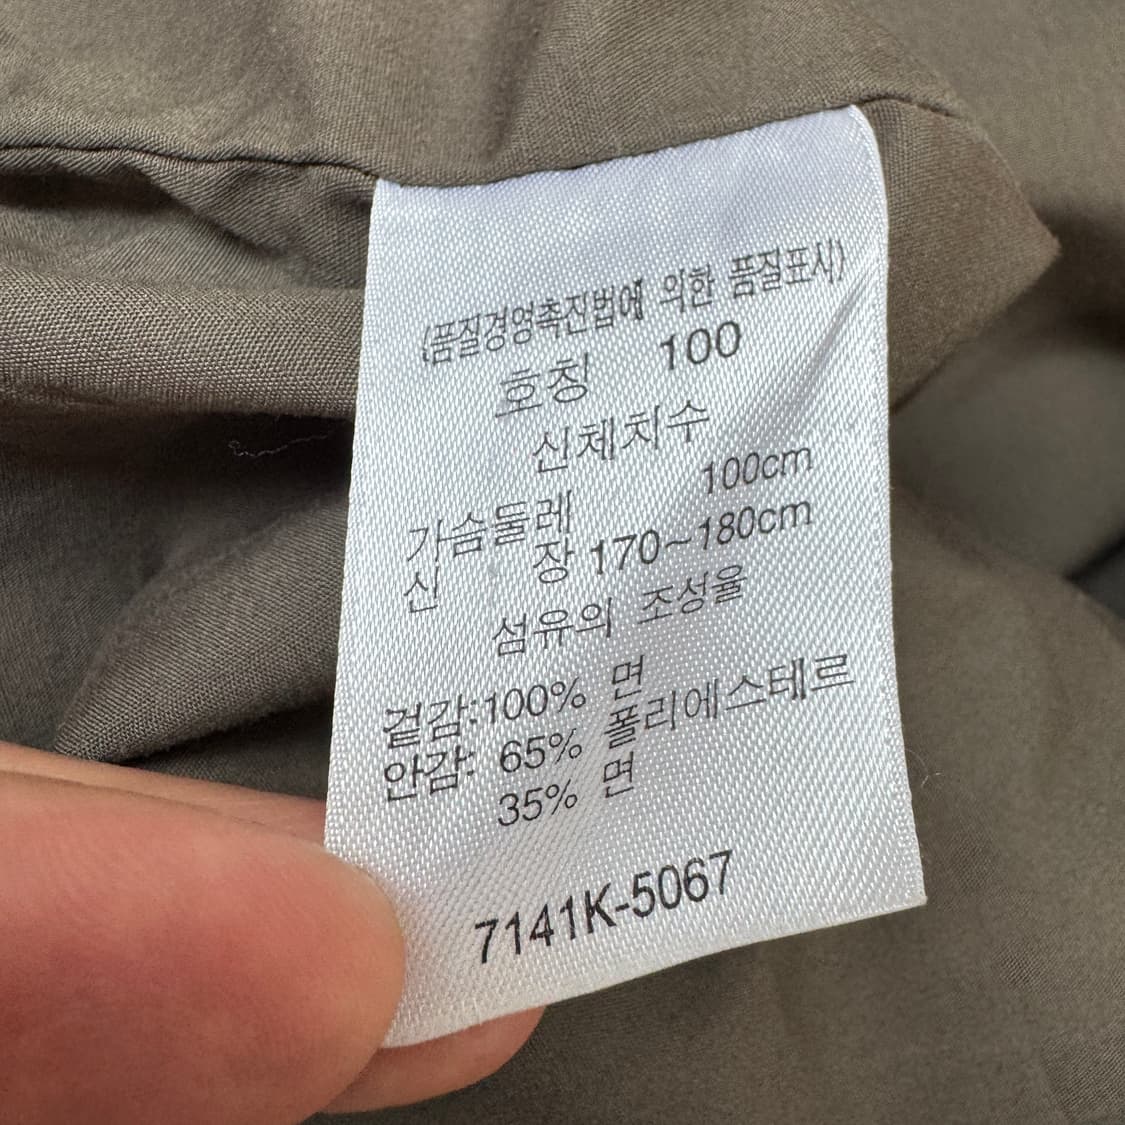 (품질경영촉진법에 의한 품질표시)
호칭 100
신체치수
가슴둘레 100cm
신 장 170~180cm
섬유의 조성율
겉감:100% 면
안감: 65% 폴리에스테르
35% 면
7141K-5067